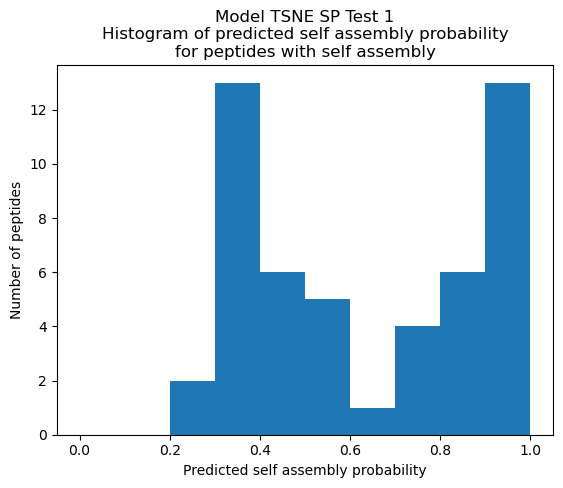 Model TSNE SP Test 1
Histogram of predicted self assembly probability
for peptides with self assembly
Number of peptides
12
10
8
6
4
2
0
0.0 0.2 0.4 0.6 0.8 1.0
Predicted self assembly probability